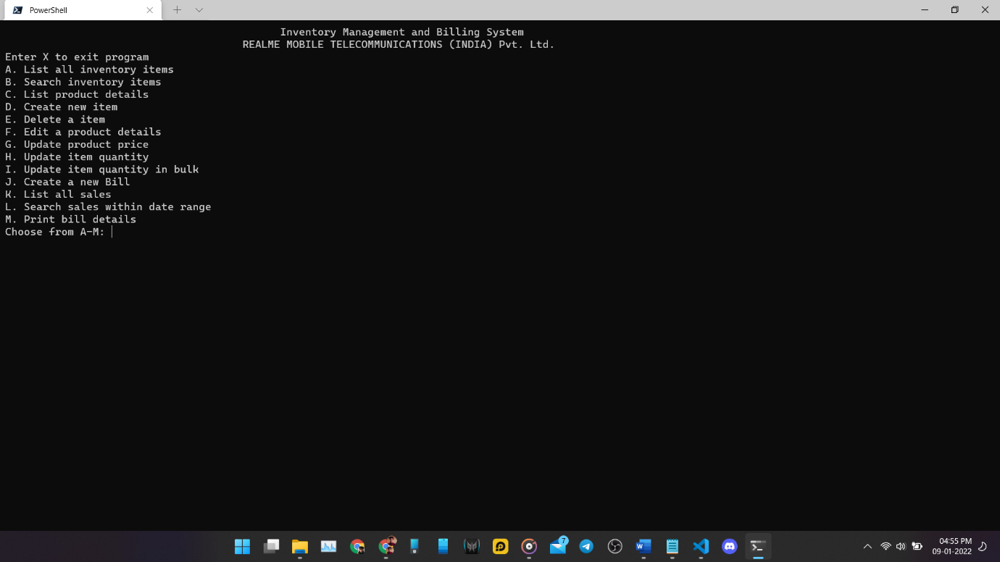 PowerShell
Inventory Management and Billing System
REALME MOBILE TELECOMMUNICATIONS (INDIA) Pvt. Ltd.
Enter X to exit program
A. List all inventory items
B. Search inventory items
C. List product details
D. Create new item
E. Delete a item
F. Edit a product details
G. Update product price
H. Update item quantity
I. Update item quantity in bulk
J. Create a new Bill
K. List all sales
L. Search sales within date range
M. Print bill details
Choose from A-M:
7
04:55 PM
09-01-2022